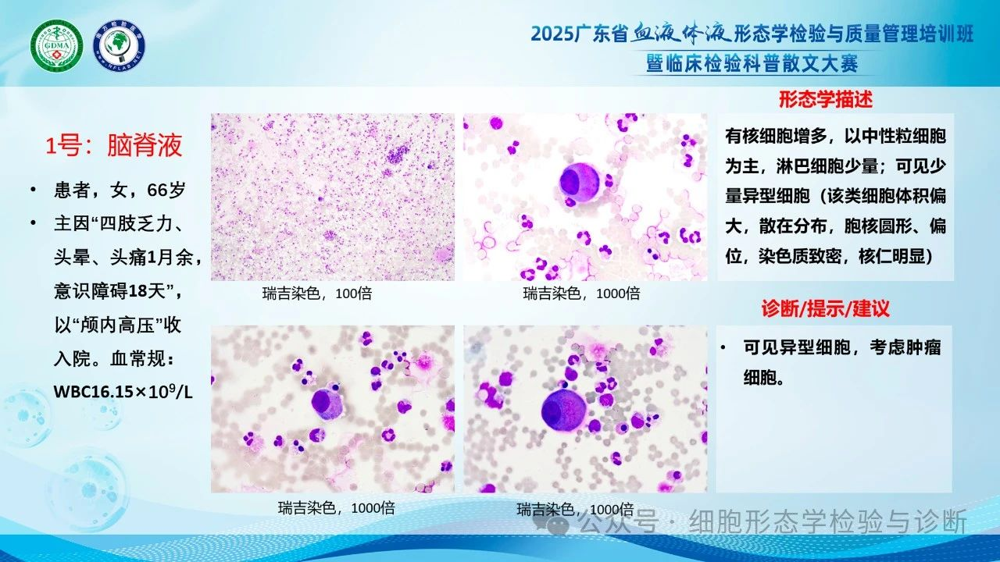 GDMA
南方检验医学
WWW.NFLAB.NET
2025广东省血液体液形态学检验与质量管理培训班
暨临床检验科普散文大赛
1号：脑脊液
• 患者，女，66岁
• 主因“四肢乏力、
头晕、头痛1月余，
意识障碍18天”，
以“颅内高压”收
入院。血常规：
WBC16.15×10⁹/L
瑞吉染色，100倍
瑞吉染色，1000倍
瑞吉染色，1000倍
瑞吉染色，1000倍
形态学描述
有核细胞增多，以中性粒细胞
为主，淋巴细胞少量；可见少
量异型细胞（该类细胞体积偏
大，散在分布，胞核圆形、偏
位，染色质致密，核仁明显）
诊断/提示/建议
• 可见异型细胞，考虑肿瘤
细胞。
公众号 · 细胞形态学检验与诊断